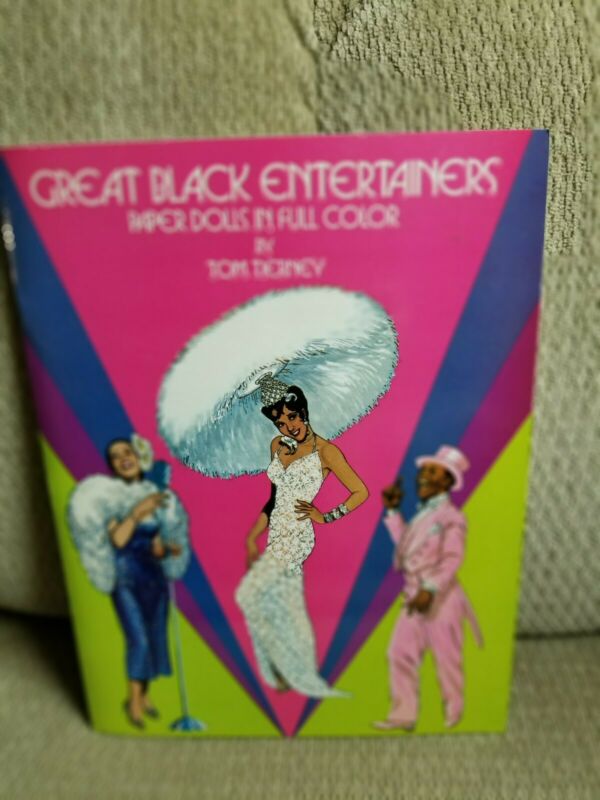 GREAT BLACK ENTERTAINERS
PAPER DOLLS IN FULL COLOR
BY
TOM TIERNEY